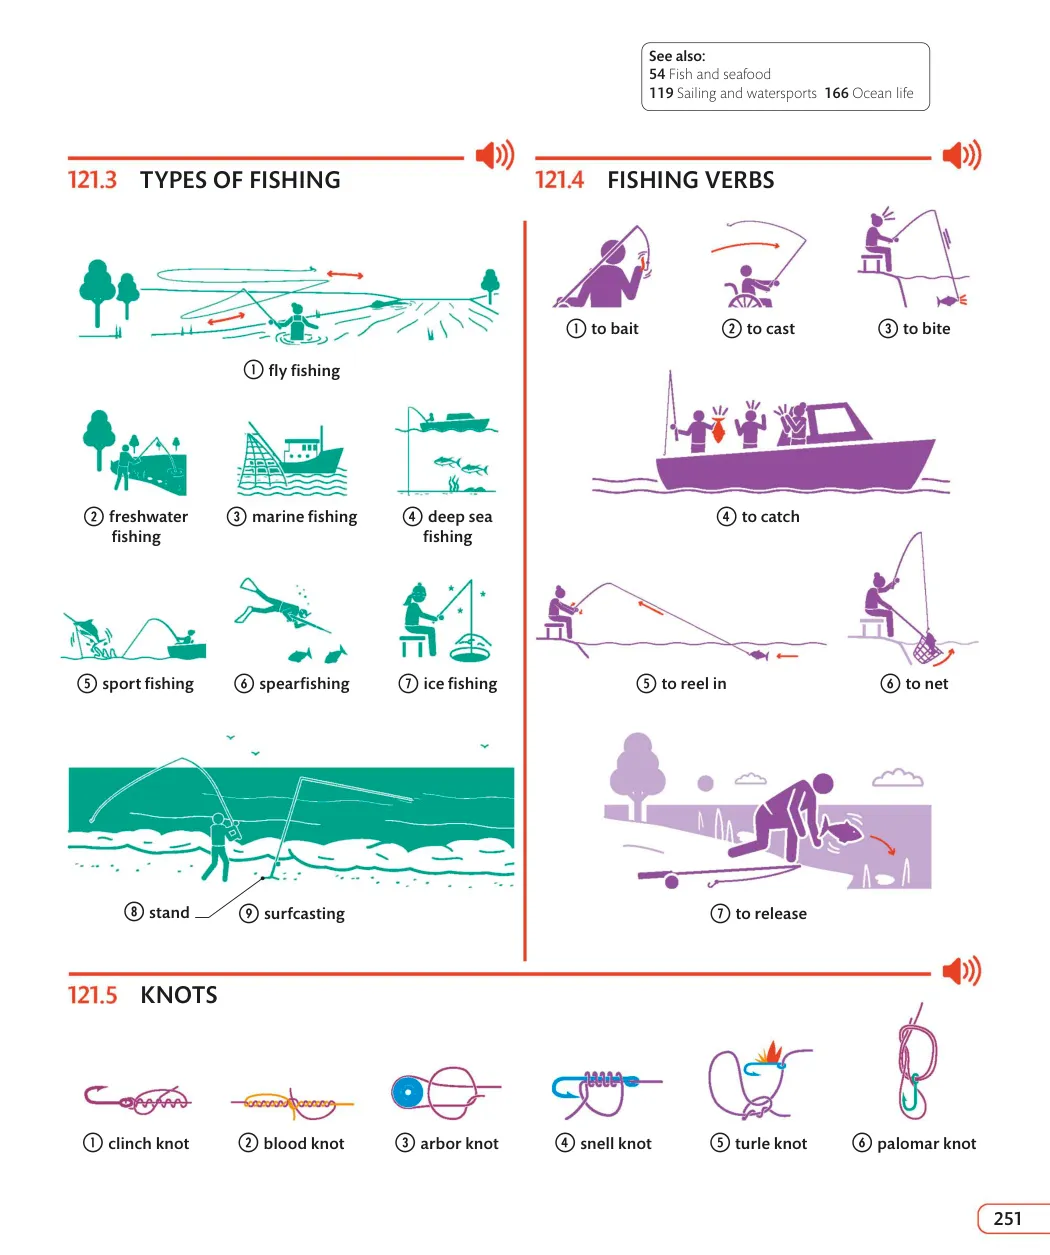 See also:
54 Fish and seafood
119 Sailing and watersports 166 Ocean life
121.3 TYPES OF FISHING
1 fly fishing
2 freshwater
fishing
3 marine fishing
4 deep sea
fishing
5 sport fishing
6 spearfishing
7 ice fishing
8 stand
9 surfcasting
121.4 FISHING VERBS
1 to bait
2 to cast
3 to bite
4 to catch
5 to reel in
6 to net
7 to release
121.5 KNOTS
1 clinch knot
2 blood knot
3 arbor knot
4 snell knot
5 turle knot
6 palomar knot
251